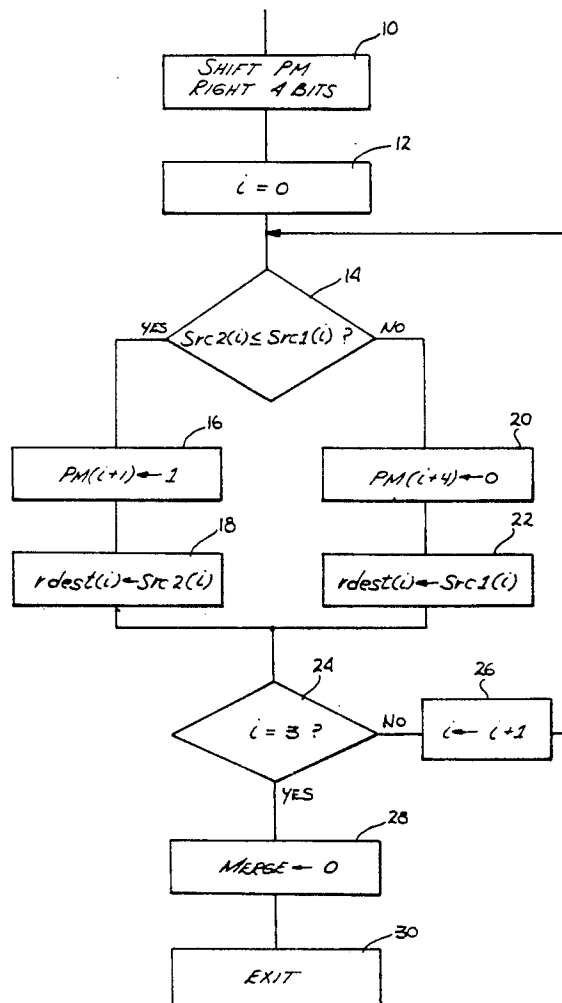 10
SHIFT PM
RIGHT 4 BITS
12
i = 0
14
YES
Src2(i) ≤ Src1(i) ?
NO
16
PM(i+1) ← 1
20
PM(i+4) ← 0
18
rdest(i) ← Src2(i)
22
rdest(i) ← Src1(i)
24
i = 3 ?
NO
26
i ← i+1
YES
28
MERGE ← 0
30
EXIT